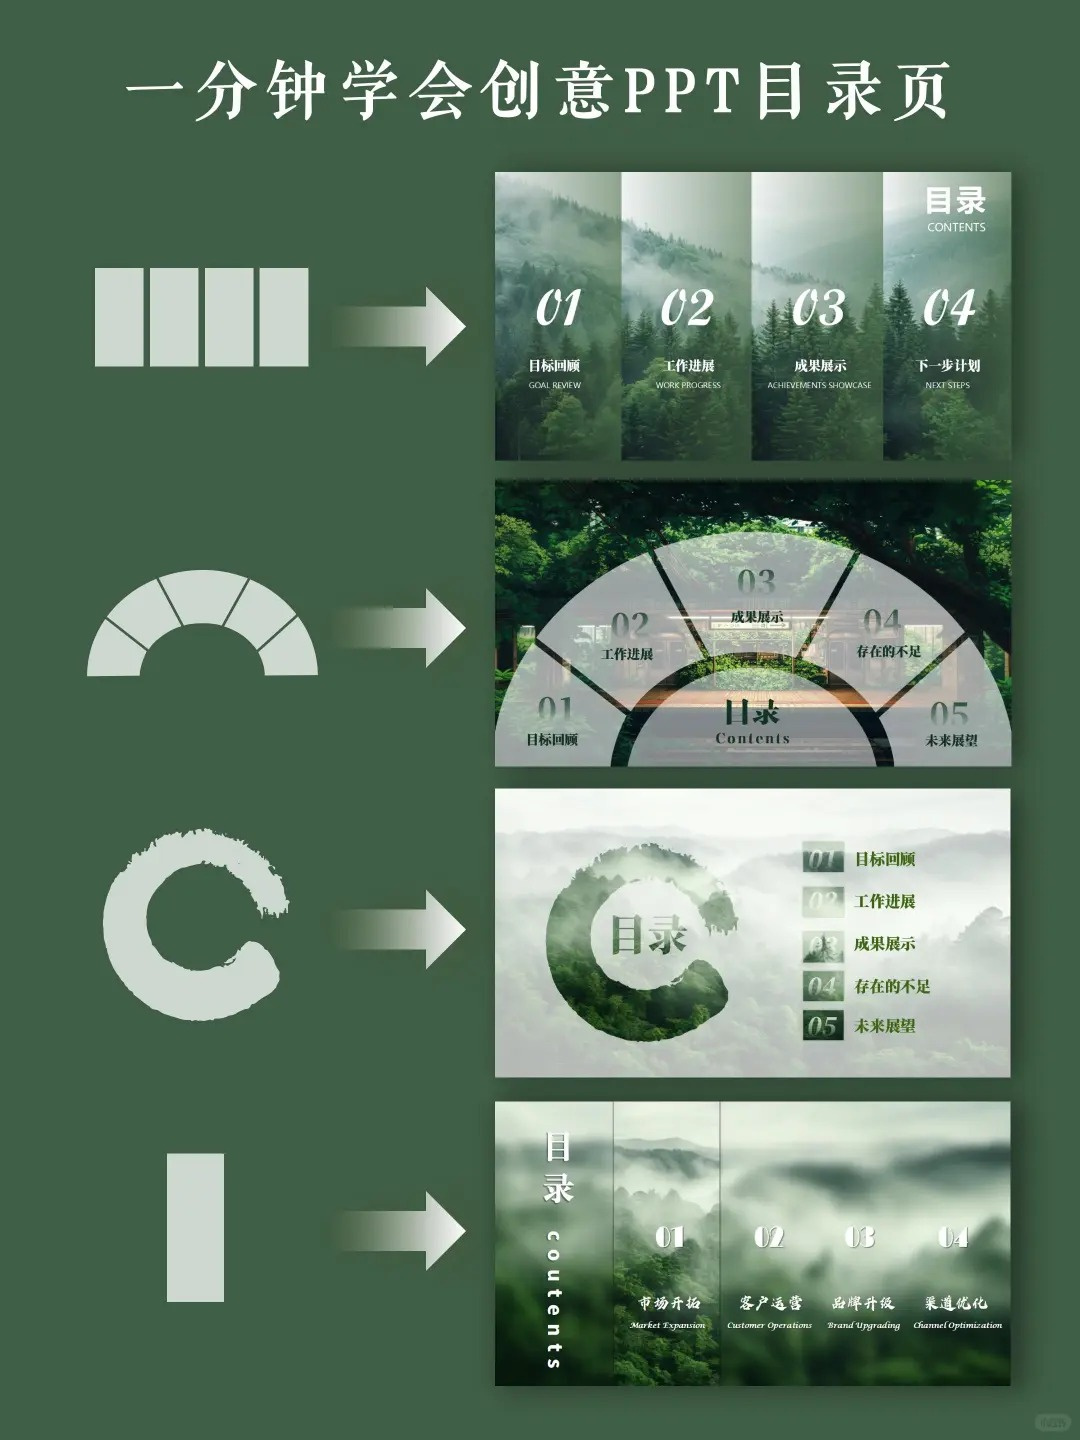 一分钟学会创意PPT目录页
目录
CONTENTS
01
02
03
04
目标回顾
工作进展
成果展示
下一步计划
GOAL REVIEW
WORK PROGRESS
ACHIEVEMENTS SHOWCASE
NEXT STEPS
03
成果展示
02
工作进展
04
存在的不足
01
目标回顾
目录
Contents
05
未来展望
目录
01 目标回顾
02 工作进展
03 成果展示
04 存在的不足
05 未来展望
目录
coutents
01
02
03
04
市场开拓
客户运营
品牌升级
渠道优化
Market Expansion
Customer Operations
Brand Upgrading
Channel Optimization